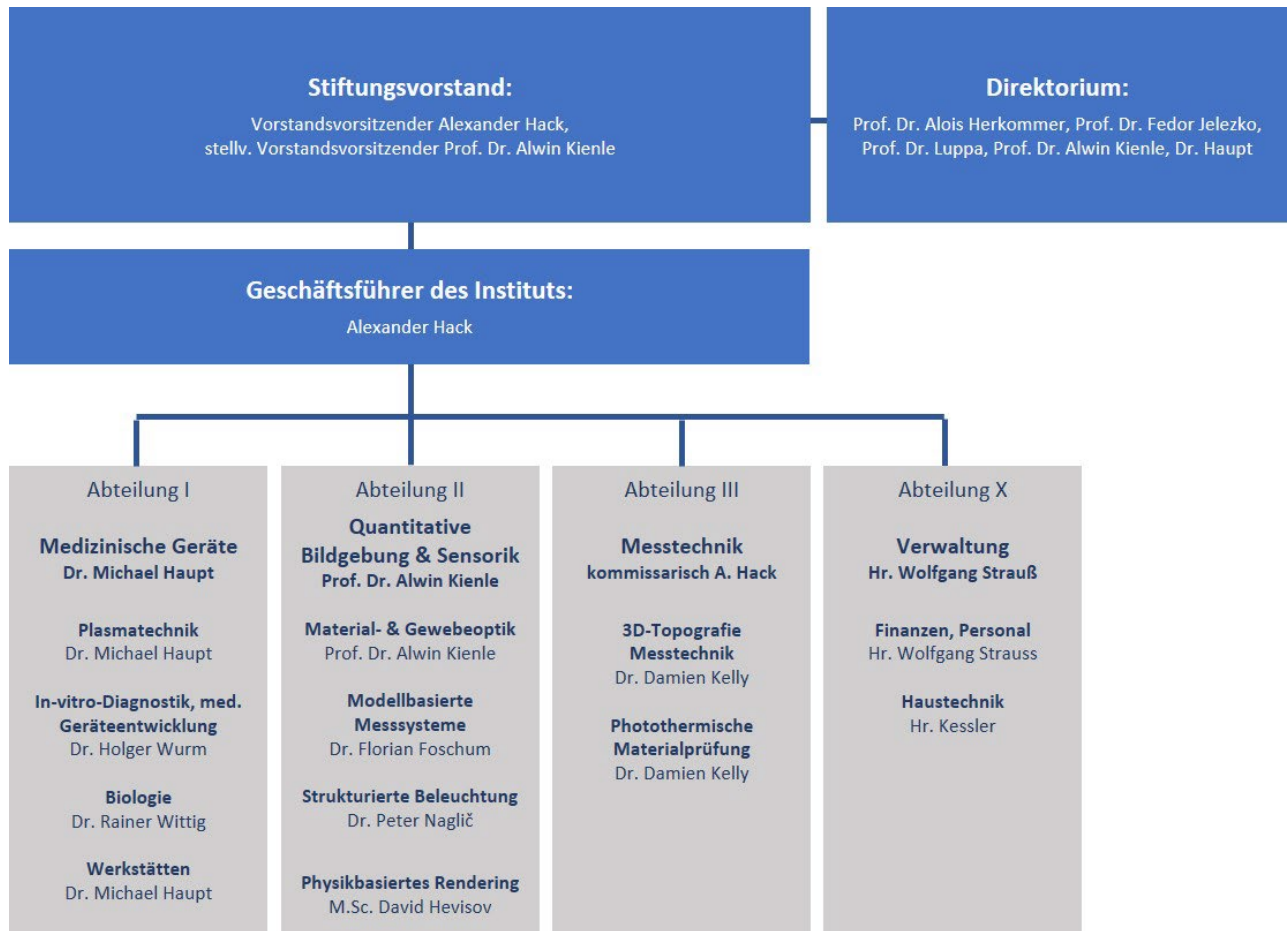 Stiftungsvorstand:
Vorstandsvorsitzender Alexander Hack,
stellv. Vorstandsvorsitzender Prof. Dr. Alwin Kienle
Direktorium:
Prof. Dr. Alois Herkommer, Prof. Dr. Fedor Jelezko,
Prof. Dr. Luppa, Prof. Dr. Alwin Kienle, Dr. Haupt
Geschäftsführer des Instituts:
Alexander Hack
Abteilung I
Medizinische Geräte
Dr. Michael Haupt
Plasmatechnik
Dr. Michael Haupt
In-vitro-Diagnostik, med.
Geräteentwicklung
Dr. Holger Wurm
Biologie
Dr. Rainer Wittig
Werkstätten
Dr. Michael Haupt
Abteilung II
Quantitative
Bildgebung & Sensorik
Prof. Dr. Alwin Kienle
Material- & Gewebeoptik
Prof. Dr. Alwin Kienle
Modellbasierte
Messsysteme
Dr. Florian Foschum
Strukturierte Beleuchtung
Dr. Peter Naglič
Physikbasiertes Rendering
M.Sc. David Hevisov
Abteilung III
Messtechnik
kommissarisch A. Hack
3D-Topografie
Messtechnik
Dr. Damien Kelly
Photothermische
Materialprüfung
Dr. Damien Kelly
Abteilung X
Verwaltung
Hr. Wolfgang Strauß
Finanzen, Personal
Hr. Wolfgang Strauss
Haustechnik
Hr. Kessler